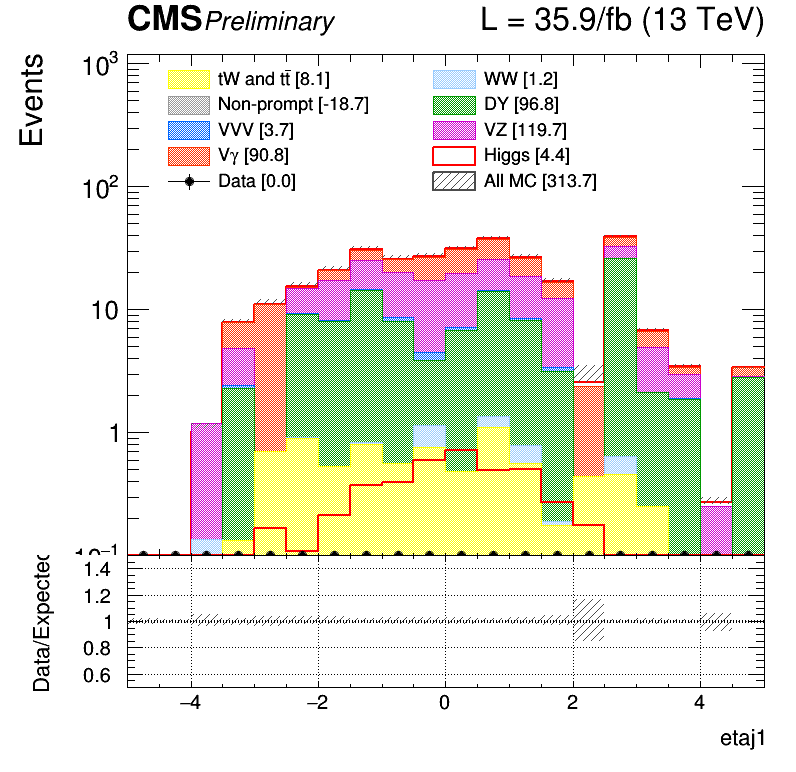 CMS Preliminary L = 35.9/fb (13 TeV)
Events
10³
10²
10
1
10⁻¹
tW and tt̄ [8.1]
WW [1.2]
Non-prompt [-18.7]
DY [96.8]
VVV [3.7]
VZ [119.7]
Vγ [90.8]
Higgs [4.4]
Data [0.0]
All MC [313.7]
Data/Expected
1.4
1.2
1
0.8
0.6
−4 −2 0 2 4
etaj1